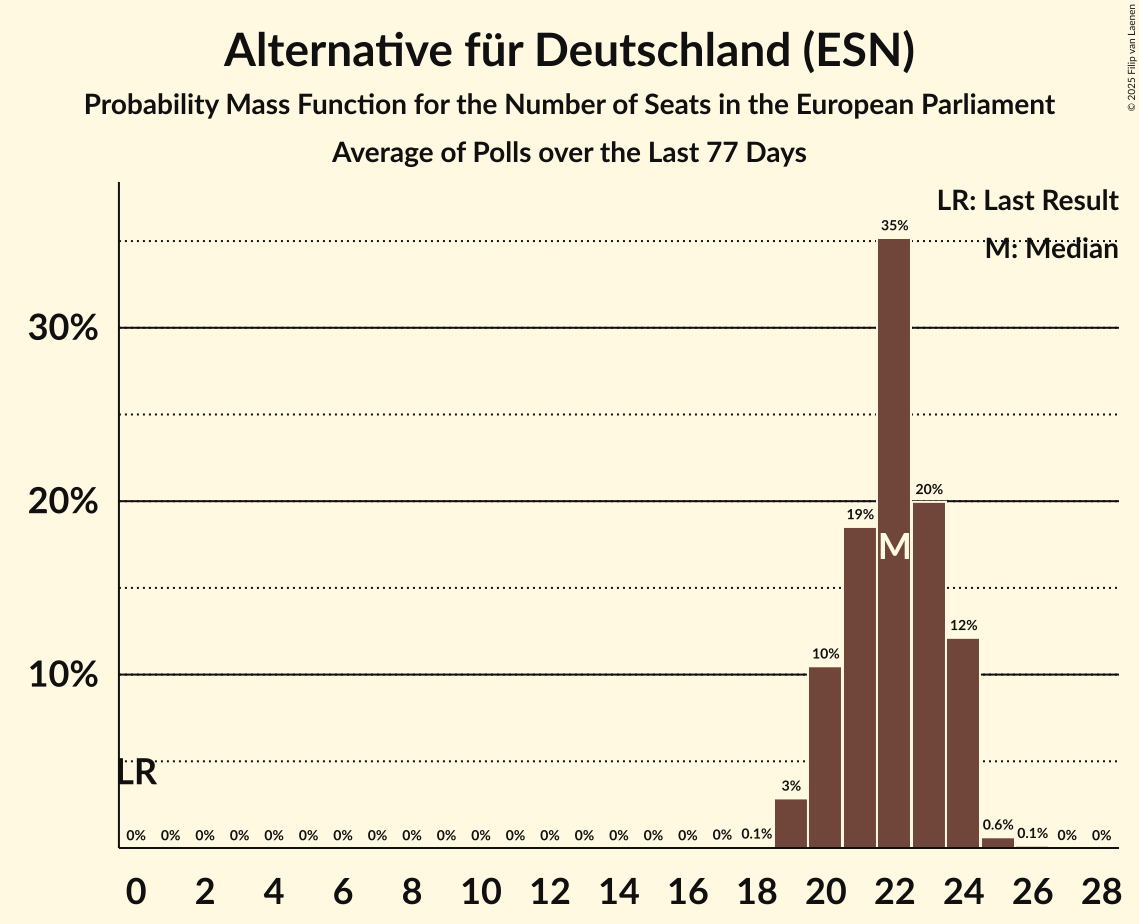 Alternative für Deutschland (ESN)
Probability Mass Function for the Number of Seats in the European Parliament
Average of Polls over the Last 77 Days
© 2025 Filip van Laenen
LR: Last Result
M: Median
35%
30%
20%
20%
19%
M
12%
10%
10%
LR
3%
0% 0% 0% 0% 0% 0% 0% 0% 0% 0% 0% 0% 0% 0% 0% 0% 0% 0% 0.1% 0.6% 0.1% 0% 0%
0 2 4 6 8 10 12 14 16 18 20 22 24 26 28